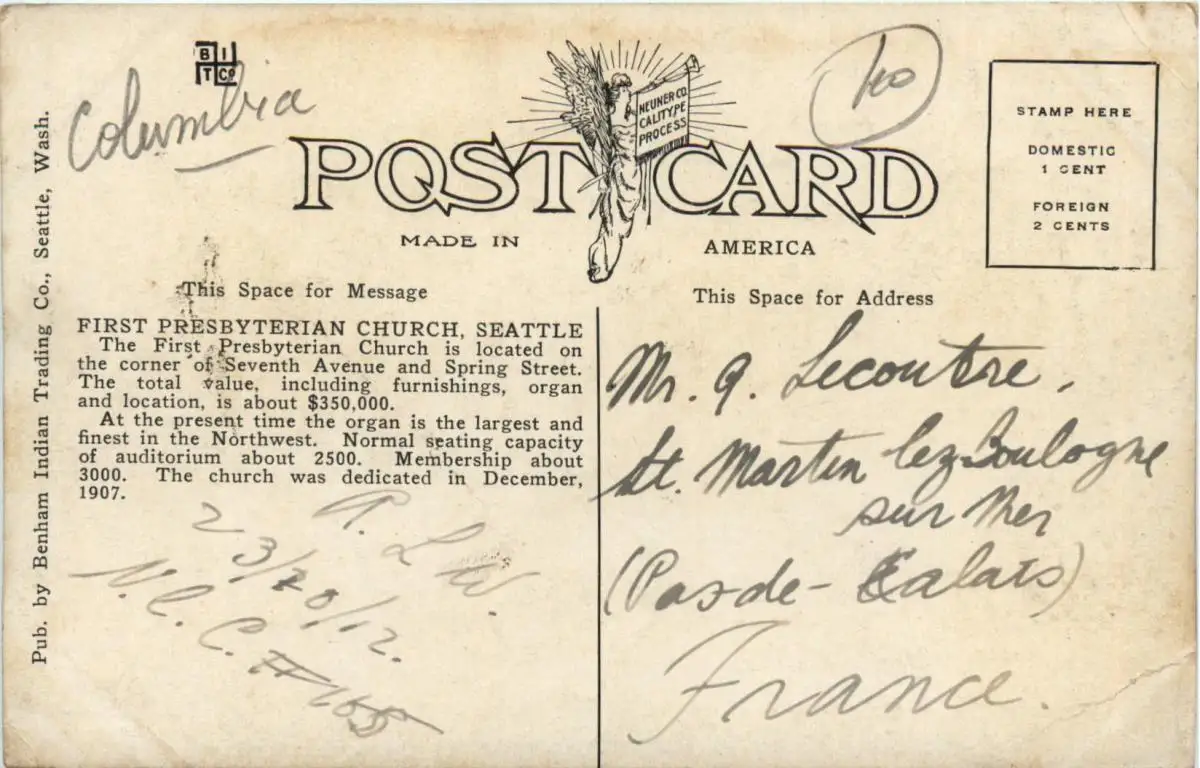 B I
T Co
Columbia
NEUNER CO.
CALITYPE
PROCESS
POST CARD
MADE IN AMERICA
STAMP HERE
DOMESTIC
1 CENT
FOREIGN
2 CENTS
Pub. by Benham Indian Trading Co., Seattle, Wash.
This Space for Message
FIRST PRESBYTERIAN CHURCH, SEATTLE
The First Presbyterian Church is located on
the corner of Seventh Avenue and Spring Street.
The total value, including furnishings, organ
and location, is about $350,000.
At the present time the organ is the largest and
finest in the Northwest. Normal seating capacity
of auditorium about 2500. Membership about
3000. The church was dedicated in December,
1907.
R. L. W.
N. C. C. #
This Space for Address
Mr. G. Lecoutre,
St. Martin lez-Boulogne
sur Mer
(Pas-de-Calais)
France.